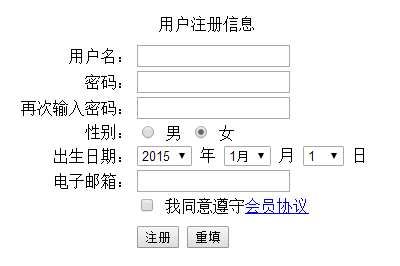 用户注册信息
用户名：
密码：
再次输入密码：
性别： 男 女
出生日期： 2015 年 1月 月 1 日
电子邮箱：
我同意遵守会员协议
注册 重填